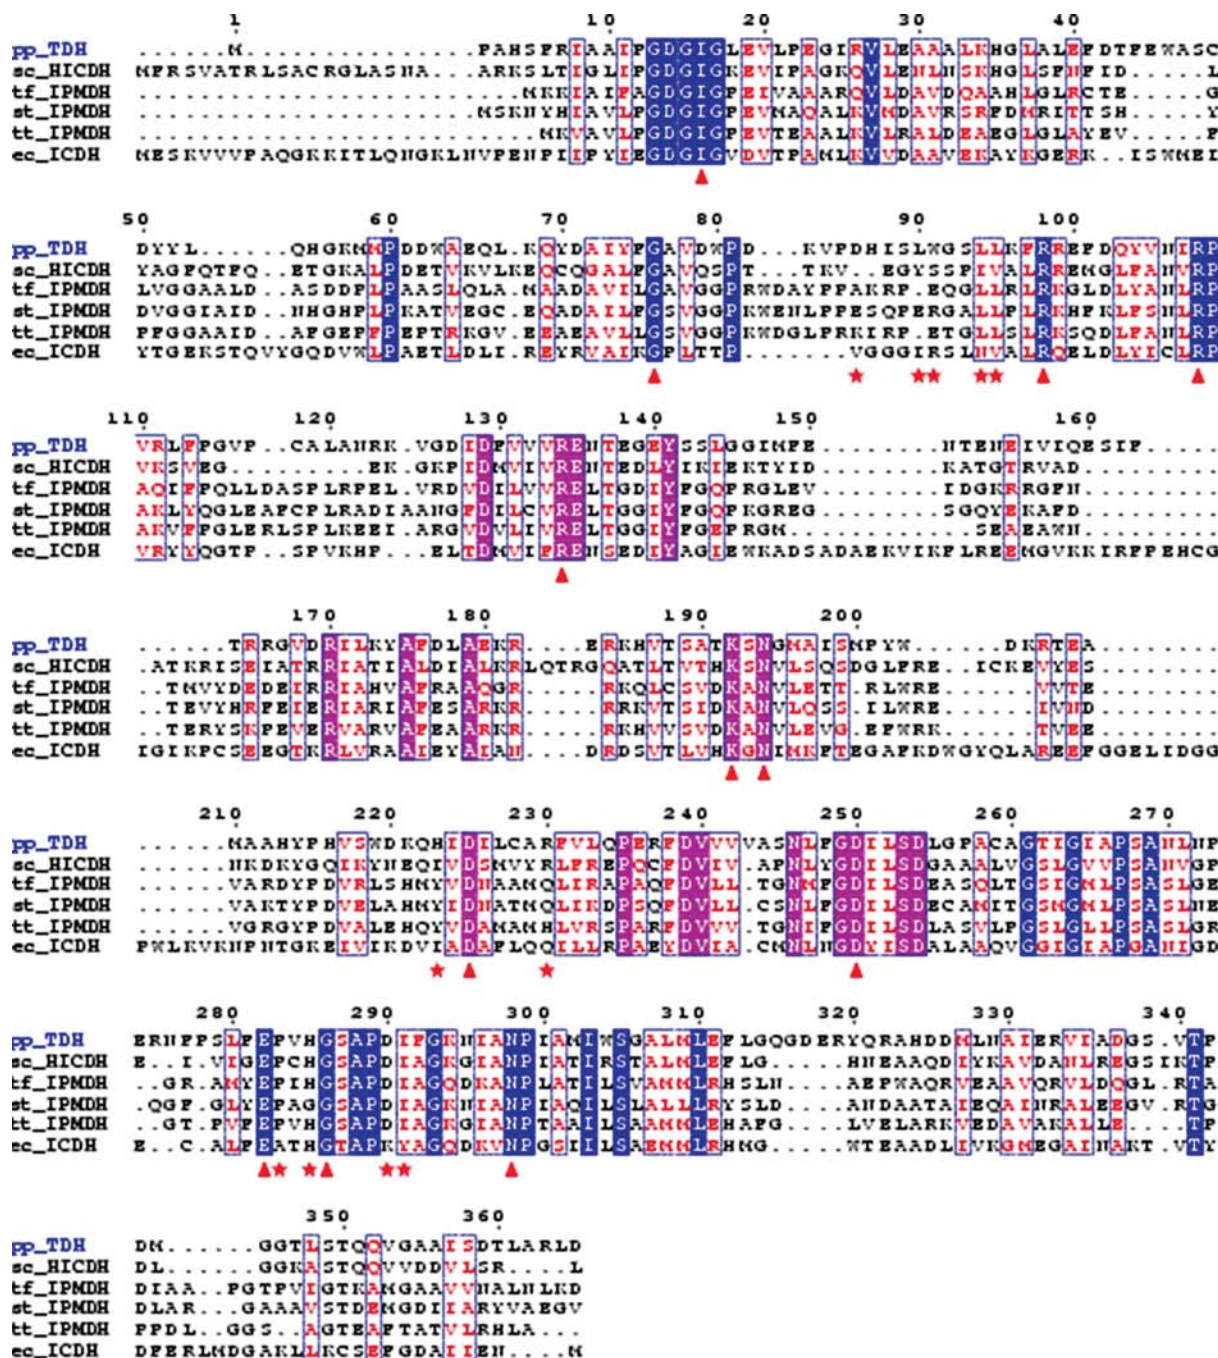 1 10 20 30 40
pp_TDH .....M...............PAHSFRIAAIPGDGIGLEVLPEGIRVLEAAALKHGLALEFDTFEWASC
sc_HICDH MFRSVATRLSACRGLASNA...ARKSLTIGLIPGDGIGKEVIPAGKQVLENLNSKHGLSFNFID..L
tf_IPMDH ........................MKKIAIFAGDGIGPEIVAAARQVLDAVDQAAHLGLRCTE...G
st_IPMDH .....................MSKNYHIAVLPGDGIGPEVMAQALKVMDAVRSRFDMRITTSH...Y
tt_IPMDH .........................MKVAVLPGDGIGPEVTEAALKVLRALDEAEGLGLAYEV...F
ec_ICDH MESKVVVPAQGKKITLQNGKLNVPENPIIPYIEGDGIGVDVTPAMLKVVDAAVEKAYKGERK..ISWMEI
50 60 70 80 90 100
pp_TDH DYYL.....QHGKMMPDDWAEQL.KQYDAIYFGAVDWPD...KVPDHISLWGSLLKFRREFDQYVNIRP
sc_HICDH YAGFQTFQ..ETGKALPDETVKVLKEQCQGALFGAVQSPT..TKV..EGYSSPIVALRREMGLFANVRP
tf_IPMDH LVGGAALD..ASDDPLPAASLQLA.MAADAVILGAVGGPRWDAYPPAKRP.EQGLLRLRKGLDLYANLRP
st_IPMDH DVGGIAID..NHGHPLPKATVEGC.EQADAILFGSVGGPKWENLPPESQPERGALLPLRKHFKLFSNLRP
tt_IPMDH PFGGAAID..AFGEPFPEPTRKGV.EEAEAVLLGSVGGPKWDGLPRKIRP.ETGLLSLRKSQDLFANLRP
ec_ICDH YTGEKSTQVYGQDVWLPAETLDLI.REYRVAIKGPLTTP.......VGGGIRSLNVALRQELDLYICLRP
110 120 130 140 150 160
pp_TDH VRLFPGVP..CALANRK.VGDIDFVVVRENTEGEYSSLGGIMFE.........NTENEIVIQESIF....
sc_HICDH VKSVEG.........EK.GKPIDMVIVRENTEDLYIKIEKTYID.........KATGTRVAD........
tf_IPMDH AQIFPQLLDASPLRPEL.VRDVDILVVRELTGDIYFGQPRGLEV.........IDGKRRGFN........
st_IPMDH AKLYQGLEAFCPLRADIAANGFDILCVRELTGGIYFGQPKGREG.........SGQYEKAFD........
tt_IPMDH AKVFPGLERLSPLKEEI.ARGVDVLIVRELTGGIYFGEPRGM...........SEAEAWN..........
ec_ICDH VRYYQGTP..SPVKHP..ELTDMVIFRENSEDIYAGIEWKADSADAEKVIKFLREEMGVKKIRFPEHCG
170 180 190 200
pp_TDH ......TRRGVDRILKYAFDLAEKR.....ERKHVTSATKSNGMAISMPYW......DKRTEA.......
sc_HICDH .ATKRISEIATRRIATIALDIALKRLQTRGQATLTVTHKSNVLSQSDGLFRE..ICKEVYES........
tf_IPMDH ..TMVYDEDEIRRIAHVAFRAAQGR.....RKQLCSVDKANVLETT.RLWRE.....VVTE.........
st_IPMDH ..TEVYHRFEIERIARIAFESARKR.....RRKVTSIDKANVLQSS.ILWRE.....IVND.........
tt_IPMDH ..TERYSKPEVERVARVAFEAARKR.....RKHVVSVDKANVLEVG.EFWRK.....TVEE.........
ec_ICDH IGIKPCSEEGTKRLVRAAIEYAIAN....DRDSVTLVHKGNIMKFTEGAFKDWGYQLAREEFGGELIDGG
210 220 230 240 250 260 270
pp_TDH ......MAAHYPHVSWDKQHIDILCARFVLQPERFDVVVVASNLFGDILSDLGPACAGTIGIAPSANLNP
sc_HICDH ......NKDKYGQIKYNEQIVDSMVYRLFREPQCFDVIVAPNLYGDILSDGAAALVGSLGVVPSANVGP
tf_IPMDH ......VARDYPDVRLSHMYVDNAAMQLIRAPAQFDVLL.TGNMFGDILSDEASQLTGSIGMLPSASLGE
st_IPMDH ......VAKTYPDVELAHMYIDNATMQLIKDPSQFDVLL.CSNLFGDILSDECAMITGSMGMLPSASLNE
tt_IPMDH ......VGRGYPDVALEHQYVDAMAMHLVRSPARFDVVV.TGNIFGDILSDLASVLPGSLGLLPSASLGR
ec_ICDH PWLKVKNPNTGKEIVIKDVIADAFLQQILLRPAEYDVIA.CMNLNGDYISDALAAQVGGIGIAPGANIGD
280 290 300 310 320 330 340
pp_TDH ERNFPSLFEPVHGSAPDIFGKNIANPIAMIWSGALMLEFLGQGDERYQRAHDDMLNAIERVIADGSI.VTP
sc_HICDH E..I.VIGEPCHGSAPDIAGKGIANPIATIRSTALMLEFLG....HNEAAQDIYKAVDANLREGSIKTP
tf_IPMDH ..GR.AMYEPIHGSAPDIAGQDKANPLATILSVAMMLRHSLN....AEPWAQRVEAAVQRVLDQGL.RTA
st_IPMDH .QGF.GLYEPAGGSAPDIAGKNIANPIAQILSLALLLRYSLD....ANDAATAIEQAINRALEEGV.RTG
tt_IPMDH ..GT.PVFEPVHGSAPDIAGKGIANPTAAILSAAMMLEHAFG....LVELARKVEDAVAKALLE...TP
ec_ICDH E..C.ALFEATHGTAPKYAGQDKVNPGSIILSAEMMLRHMG.....WTEAADLIVKGMEGAINAKT.VTY
350 360
pp_TDH DM......GGTLSTQQVGAAISDTLARLD
sc_HICDH DL......GGKASTQQVVDDVLSR....L
tf_IPMDH DIAA..PGTPVIGTKAMGAAVVNALNLKD
st_IPMDH DLAR...GAAAVSTDEMGDIIARYVAEGV
tt_IPMDH PPDL..GGS..AGTEAFTATVLRHLA...
ec_ICDH DFERLMDGAKLLKCSEFGDAIIEN....M